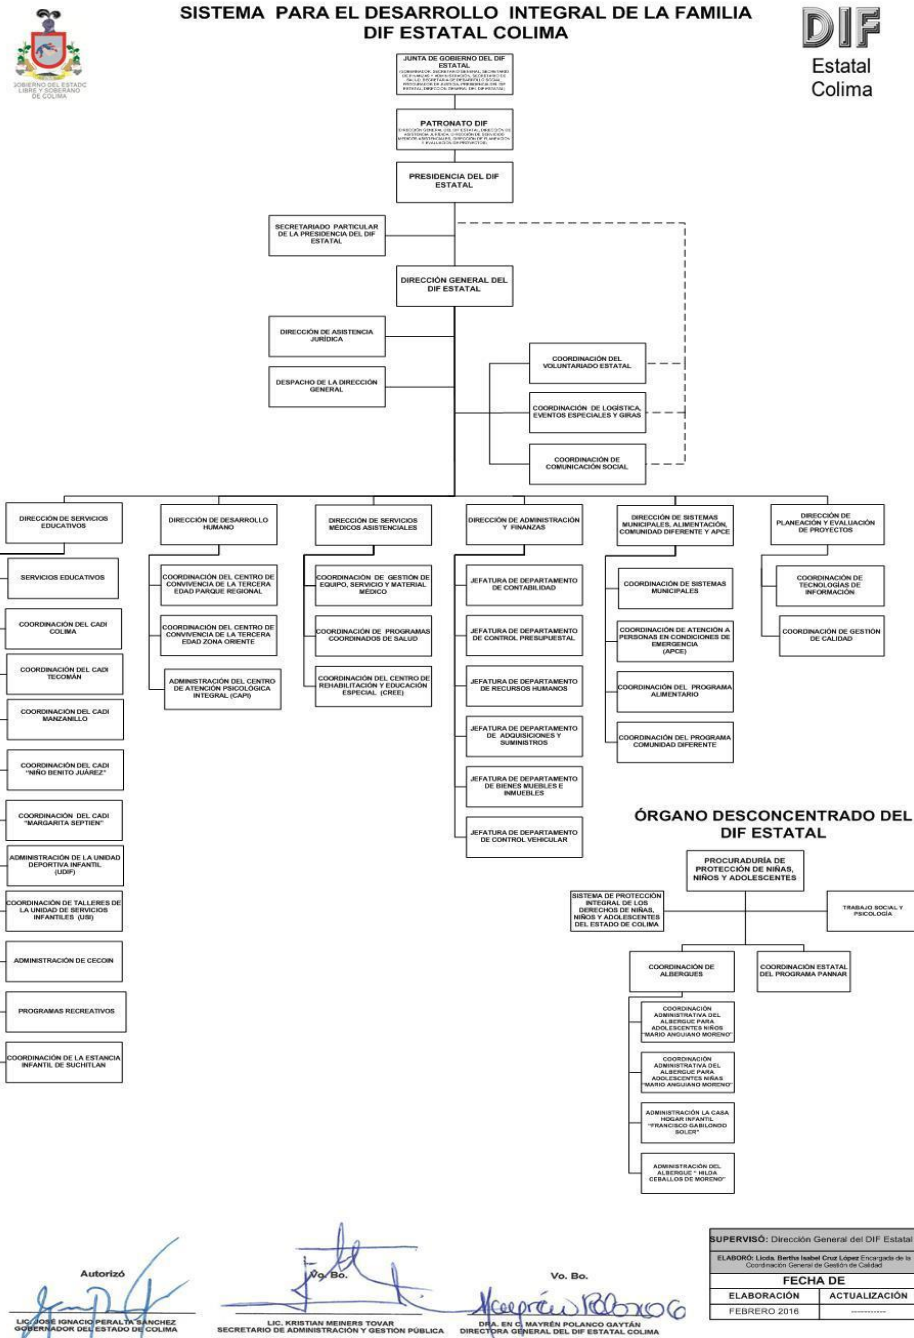 SISTEMA PARA EL DESARROLLO INTEGRAL DE LA FAMILIA
DIF ESTATAL COLIMA
GOBIERNO DEL ESTADO
LIBRE Y SOBERANO
DE COLIMA
DIF
Estatal
Colima
JUNTA DE GOBIERNO DEL DIF
ESTATAL
PATRONATO DIF
PRESIDENCIA DEL DIF
ESTATAL
SECRETARIADO PARTICULAR
DE LA PRESIDENCIA DEL DIF
ESTATAL
DIRECCIÓN GENERAL DEL
DIF ESTATAL
DIRECCIÓN DE ASISTENCIA
JURÍDICA
DESPACHO DE LA DIRECCIÓN
GENERAL
COORDINACIÓN DEL
VOLUNTARIADO ESTATAL
COORDINACIÓN DE LOGÍSTICA,
EVENTOS ESPECIALES Y GIRAS
COORDINACIÓN DE
COMUNICACIÓN SOCIAL
DIRECCIÓN DE SERVICIOS
EDUCATIVOS
SERVICIOS EDUCATIVOS
COORDINACIÓN DEL CADI
COLIMA
COORDINACIÓN DEL CADI
TECOMÁN
COORDINACIÓN DEL CADI
MANZANILLO
COORDINACIÓN DEL CADI
"NIÑO BENITO JUÁREZ"
COORDINACIÓN DEL CADI
"MARGARITA SEPTIEN"
ADMINISTRACIÓN DE LA UNIDAD
DEPORTIVA INFANTIL
(UDIF)
COORDINACIÓN DE TALLERES DE
LA UNIDAD DE SERVICIOS
INFANTILES (USI)
ADMINISTRACIÓN DE CECOIN
PROGRAMAS RECREATIVOS
COORDINACIÓN DE LA ESTANCIA
INFANTIL DE SUCHITLAN
DIRECCIÓN DE DESARROLLO
HUMANO
COORDINACIÓN DEL CENTRO DE
CONVIVENCIA DE LA TERCERA
EDAD PARQUE REGIONAL
COORDINACIÓN DEL CENTRO DE
CONVIVENCIA DE LA TERCERA
EDAD ZONA ORIENTE
ADMINISTRACIÓN DEL CENTRO
DE ATENCIÓN PSICOLÓGICA
INTEGRAL (CAPI)
DIRECCIÓN DE SERVICIOS
MÉDICOS ASISTENCIALES
COORDINACIÓN DE GESTIÓN DE
EQUIPO, SERVICIO Y MATERIAL
MÉDICO
COORDINACIÓN DE PROGRAMAS
COORDINADOS DE SALUD
COORDINACIÓN DEL CENTRO DE
REHABILITACIÓN Y EDUCACIÓN
ESPECIAL (CREE)
DIRECCIÓN DE ADMINISTRACIÓN
Y FINANZAS
JEFATURA DE DEPARTAMENTO
DE CONTABILIDAD
JEFATURA DE DEPARTAMENTO
DE CONTROL PRESUPUESTAL
JEFATURA DE DEPARTAMENTO
DE RECURSOS HUMANOS
JEFATURA DE DEPARTAMENTO
DE ADQUISICIONES Y
SUMINISTROS
JEFATURA DE DEPARTAMENTO
DE BIENES MUEBLES E
INMUEBLES
JEFATURA DE DEPARTAMENTO
DE CONTROL VEHICULAR
DIRECCIÓN DE SISTEMAS
MUNICIPALES, ALIMENTACIÓN,
COMUNIDAD DIFERENTE Y APCE
COORDINACIÓN DE SISTEMAS
MUNICIPALES
COORDINACIÓN DE ATENCIÓN A
PERSONAS EN CONDICIONES DE
EMERGENCIA
(APCE)
COORDINACIÓN DEL PROGRAMA
ALIMENTARIO
COORDINACIÓN DEL PROGRAMA
COMUNIDAD DIFERENTE
DIRECCIÓN DE
PLANEACIÓN Y EVALUACIÓN
DE PROYECTOS
COORDINACIÓN DE
TECNOLOGÍAS DE
INFORMACIÓN
COORDINACIÓN DE GESTIÓN
DE CALIDAD
ÓRGANO DESCONCENTRADO DEL
DIF ESTATAL
PROCURADURÍA DE
PROTECCIÓN DE NIÑAS,
NIÑOS Y ADOLESCENTES
SISTEMA DE PROTECCIÓN
INTEGRAL DE LOS
DERECHOS DE NIÑAS,
NIÑOS Y ADOLESCENTES
DEL ESTADO DE COLIMA
TRABAJO SOCIAL Y
PSICOLOGÍA
COORDINACIÓN DE
ALBERGUES
COORDINACIÓN ESTATAL
DEL PROGRAMA PANNAR
COORDINACIÓN
ADMINISTRATIVA DEL
ALBERGUE PARA
ADOLESCENTES NIÑOS
"MARIO ANGUIANO MORENO"
COORDINACIÓN
ADMINISTRATIVA DEL
ALBERGUE PARA
ADOLESCENTES NIÑAS
"MARIO ANGUIANO MORENO"
ADMINISTRACIÓN LA CASA
HOGAR INFANTIL
"FRANCISCO GABILONDO
SOLER"
ADMINISTRACIÓN DEL
ALBERGUE " HILDA
CEBALLOS DE MORENO"
Autorizó
LIC. JOSÉ IGNACIO PERALTA SÁNCHEZ
GOBERNADOR DEL ESTADO DE COLIMA
Vo. Bo.
LIC. KRISTIAN MEINERS TOVAR
SECRETARIO DE ADMINISTRACIÓN Y GESTIÓN PÚBLICA
Vo. Bo.
DRA. EN C. MAYRÉN POLANCO GAYTÁN
DIRECTORA GENERAL DEL DIF ESTATAL COLIMA
SUPERVISÓ: Dirección General del DIF Estatal
ELABORÓ: Licda. Bertha Isabel Cruz López Encargada de la
Coordinación General de Gestión de Calidad
FECHA DE
ELABORACIÓN ACTUALIZACIÓN
FEBRERO 2016 -----------